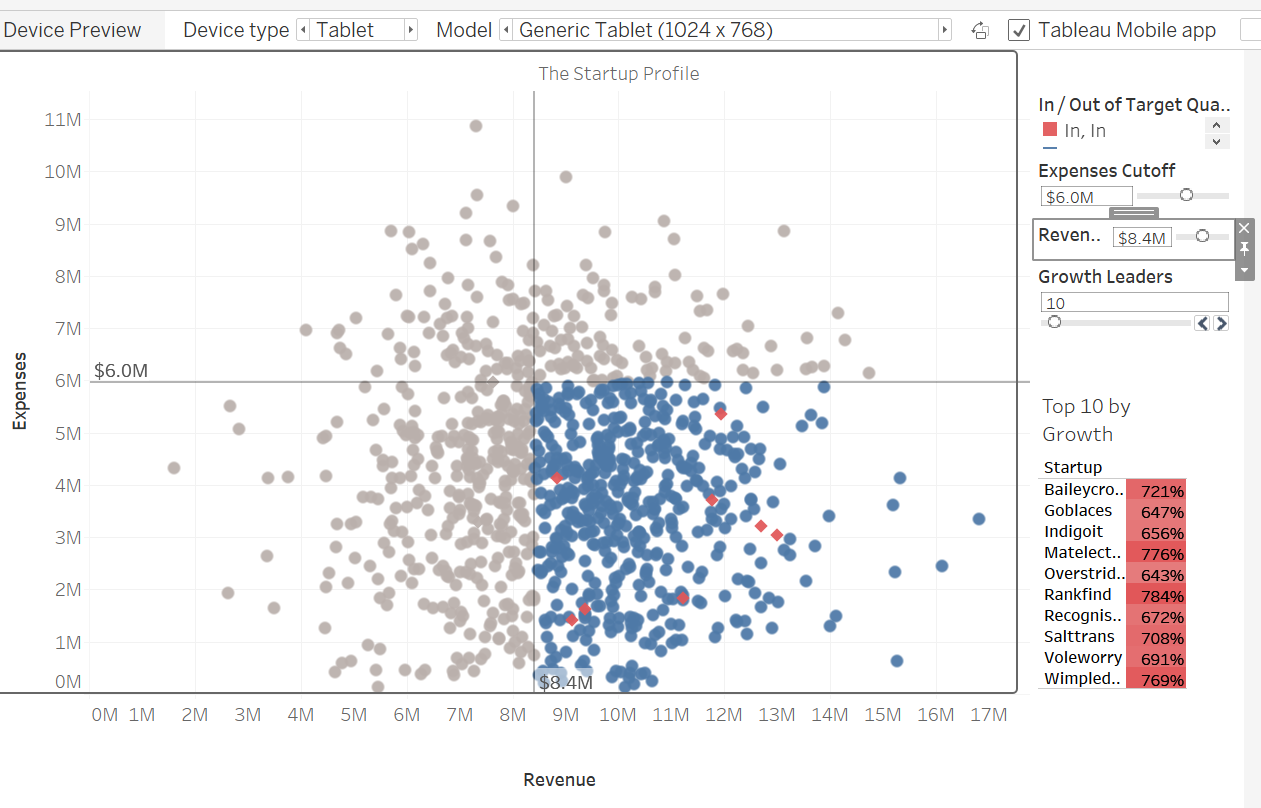 Device Preview Device type Tablet Model Generic Tablet (1024 x 768) Tableau Mobile app
The Startup Profile
In / Out of Target Qua..
In, In
Expenses Cutoff
$6.0M
Reven.. $8.4M
Growth Leaders
10
11M
10M
9M
8M
7M
6M
5M
4M
3M
2M
1M
0M
Expenses
$6.0M
$8.4M
0M 1M 2M 3M 4M 5M 6M 7M 8M 9M 10M 11M 12M 13M 14M 15M 16M 17M
Revenue
Top 10 by
Growth
Startup
Baileycro.. 721%
Goblaces 647%
Indigoit 656%
Matelect.. 776%
Overstrid.. 643%
Rankfind 784%
Recognis.. 672%
Salttrans 708%
Voleworry 691%
Wimpled.. 769%